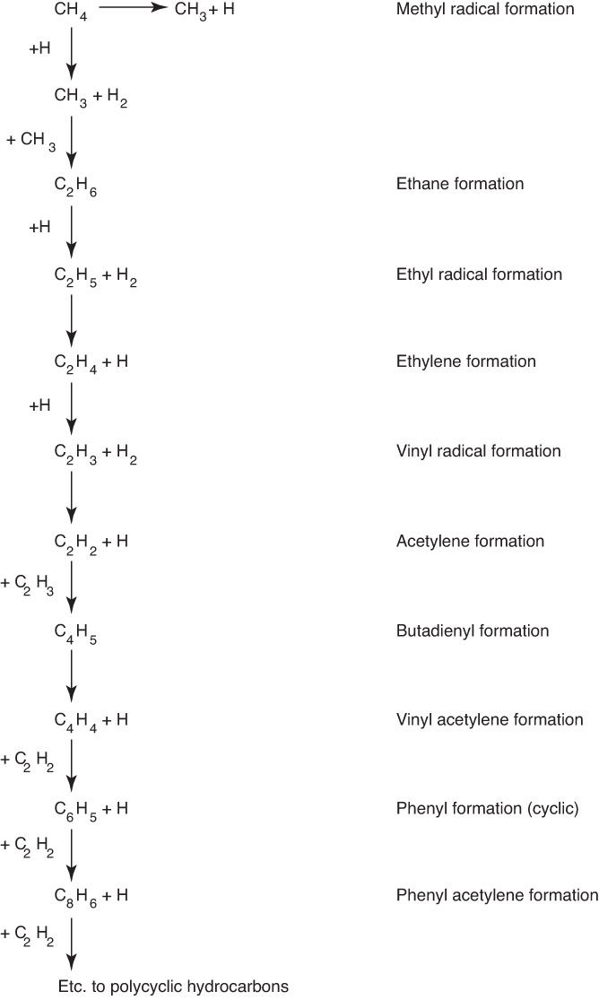 CH4 CH3 + H Methyl radical formation
+H
CH3 + H2
+ CH3
C2H6 Ethane formation
+H
C2H5 + H2 Ethyl radical formation
C2H4 + H Ethylene formation
+H
C2H3 + H2 Vinyl radical formation
C2H2 + H Acetylene formation
+ C2 H3
C4H5 Butadienyl formation
C4H4 + H Vinyl acetylene formation
+ C2 H2
C6H5 + H Phenyl formation (cyclic)
+ C2 H2
C8H6 + H Phenyl acetylene formation
+ C2 H2
Etc. to polycyclic hydrocarbons